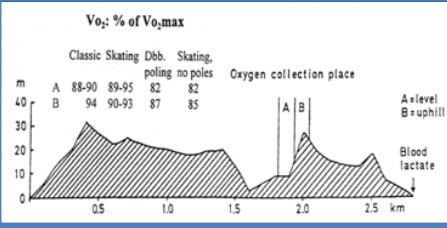 Vo₂: % of Vo₂max
Classic Skating Dbb. poling Skating, no poles
A 88-90 89-95 82 82
B 94 90-93 87 85
Oxygen collection place
A B
A=level
B=uphill
Blood lactate
m
40
30
20
10
0
0.5 1.0 1.5 2.0 2.5 km